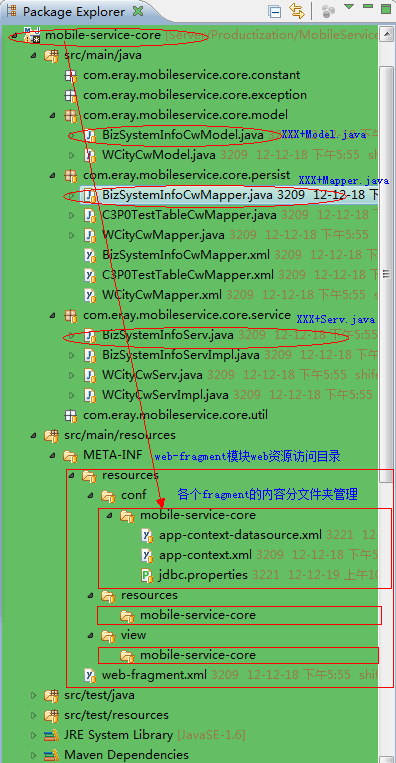 Package Explorer
mobile-service-core [Server/Productization/MobileService
src/main/java
com.eray.mobileservice.core.constant
com.eray.mobileservice.core.exception
com.eray.mobileservice.core.model
BizSystemInfoCwModel.java XXX+Model.java
WCityCwModel.java 3209 12-12-18 下午5:55 shi
com.eray.mobileservice.core.persist XXX+Mapper.java
BizSystemInfoCwMapper.java 3209 12-12-18 下
C3P0TestTableCwMapper.java 3209 12-12-18 下
WCityCwMapper.java 3209 12-12-18 下午5:55
BizSystemInfoCwMapper.xml 3209 12-12-18 下
C3P0TestTableCwMapper.xml 3209 12-12-18 下
WCityCwMapper.xml 3209 12-12-18 下午5:55
com.eray.mobileservice.core.service XXX+Serv.java
BizSystemInfoServ.java 3209 12-12-18 下午
BizSystemInfoServImpl.java 3209 12-12-18
WCityCwServ.java 3209 12-12-18 下午5:55 shife
WCityCwServImpl.java 3209 12-12-18 下午5:55
com.eray.mobileservice.core.util
src/main/resources
META-INF web-fragment模块web资源访问目录
resources
conf 各个fragment的内容分文件夹管理
mobile-service-core
app-context-datasource.xml 3221 12-
app-context.xml 3209 12-12-18 下午5
jdbc.properties 3221 12-12-19 上午10
resources
mobile-service-core
view
mobile-service-core
web-fragment.xml 3209 12-12-18 下午5:55 shif
src/test/java
src/test/resources
JRE System Library [JavaSE-1.6]
Maven Dependencies